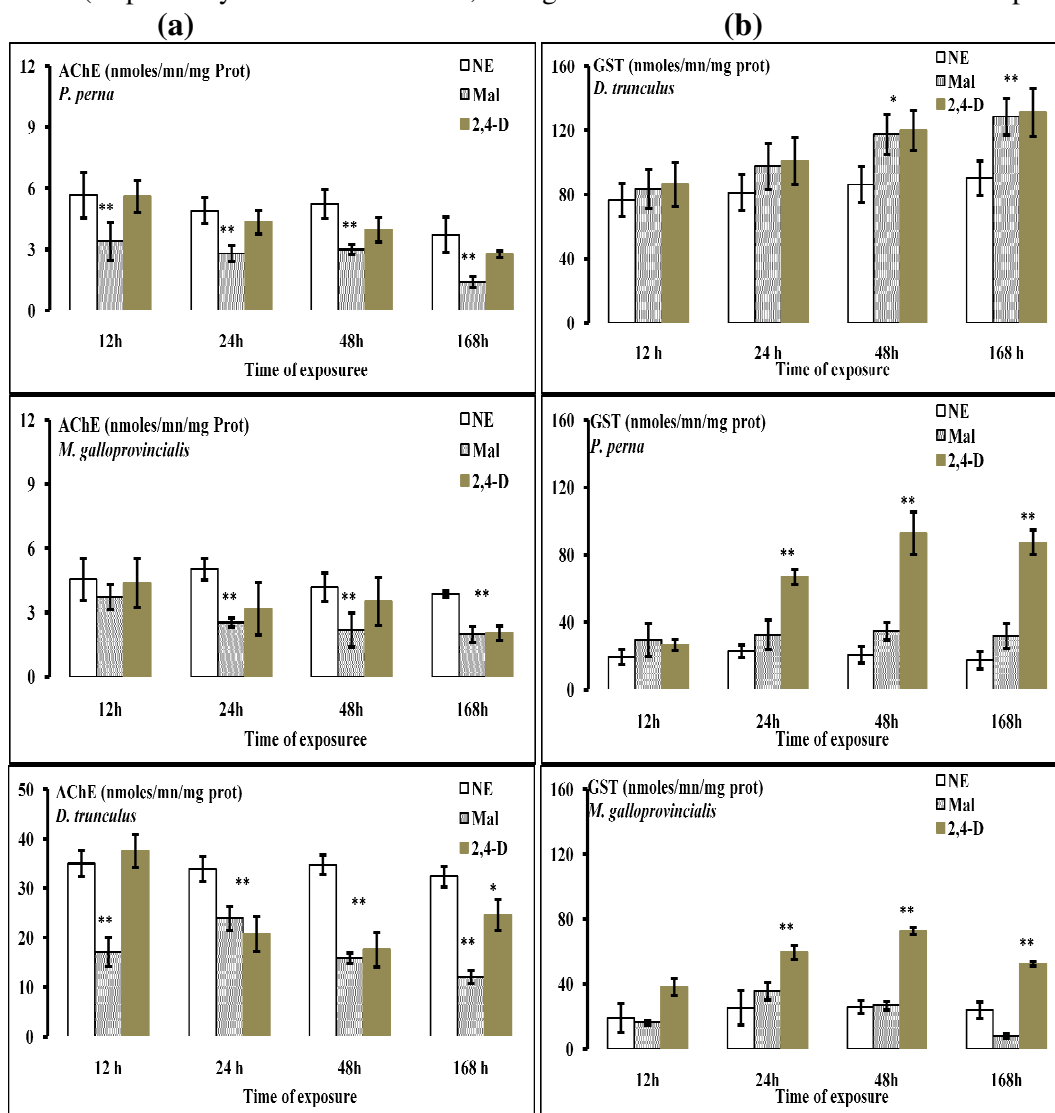 (a)
(b)
AChE (nmoles/mn/mg Prot)
P. perna
NE
Mal
2,4-D
12
9
6
3
0
** ** ** **
12h 24h 48h 168h
Time of exposuree
GST (nmoles/mn/mg prot)
D. trunculus
NE
Mal
2,4-D
160
120
80
40
0
* **
12 h 24 h 48h 168 h
Time of exposure
AChE (nmoles/mn/mg Prot)
M. galloprovincialis
NE
Mal
2,4-D
12
9
6
3
0
** ** **
12h 24h 48h 168h
Time of exposuree
GST (nmoles/mn/mg prot)
P. perna
NE
Mal
2,4-D
160
120
80
40
0
** ** **
12h 24h 48h 168h
Time of exposure
AChE (nmoles/mn/mg prot)
D. trunculus
NE
Mal
2,4-D
50
40
30
20
10
0
** ** ** ** *
12 h 24 h 48 h 168 h
Time of exposure
GST (nmoles/mn/mg prot)
M. galloprovincialis
NE
Mal
2,4-D
160
120
80
40
0
** ** **
12h 24h 48h 168h
Time of exposure